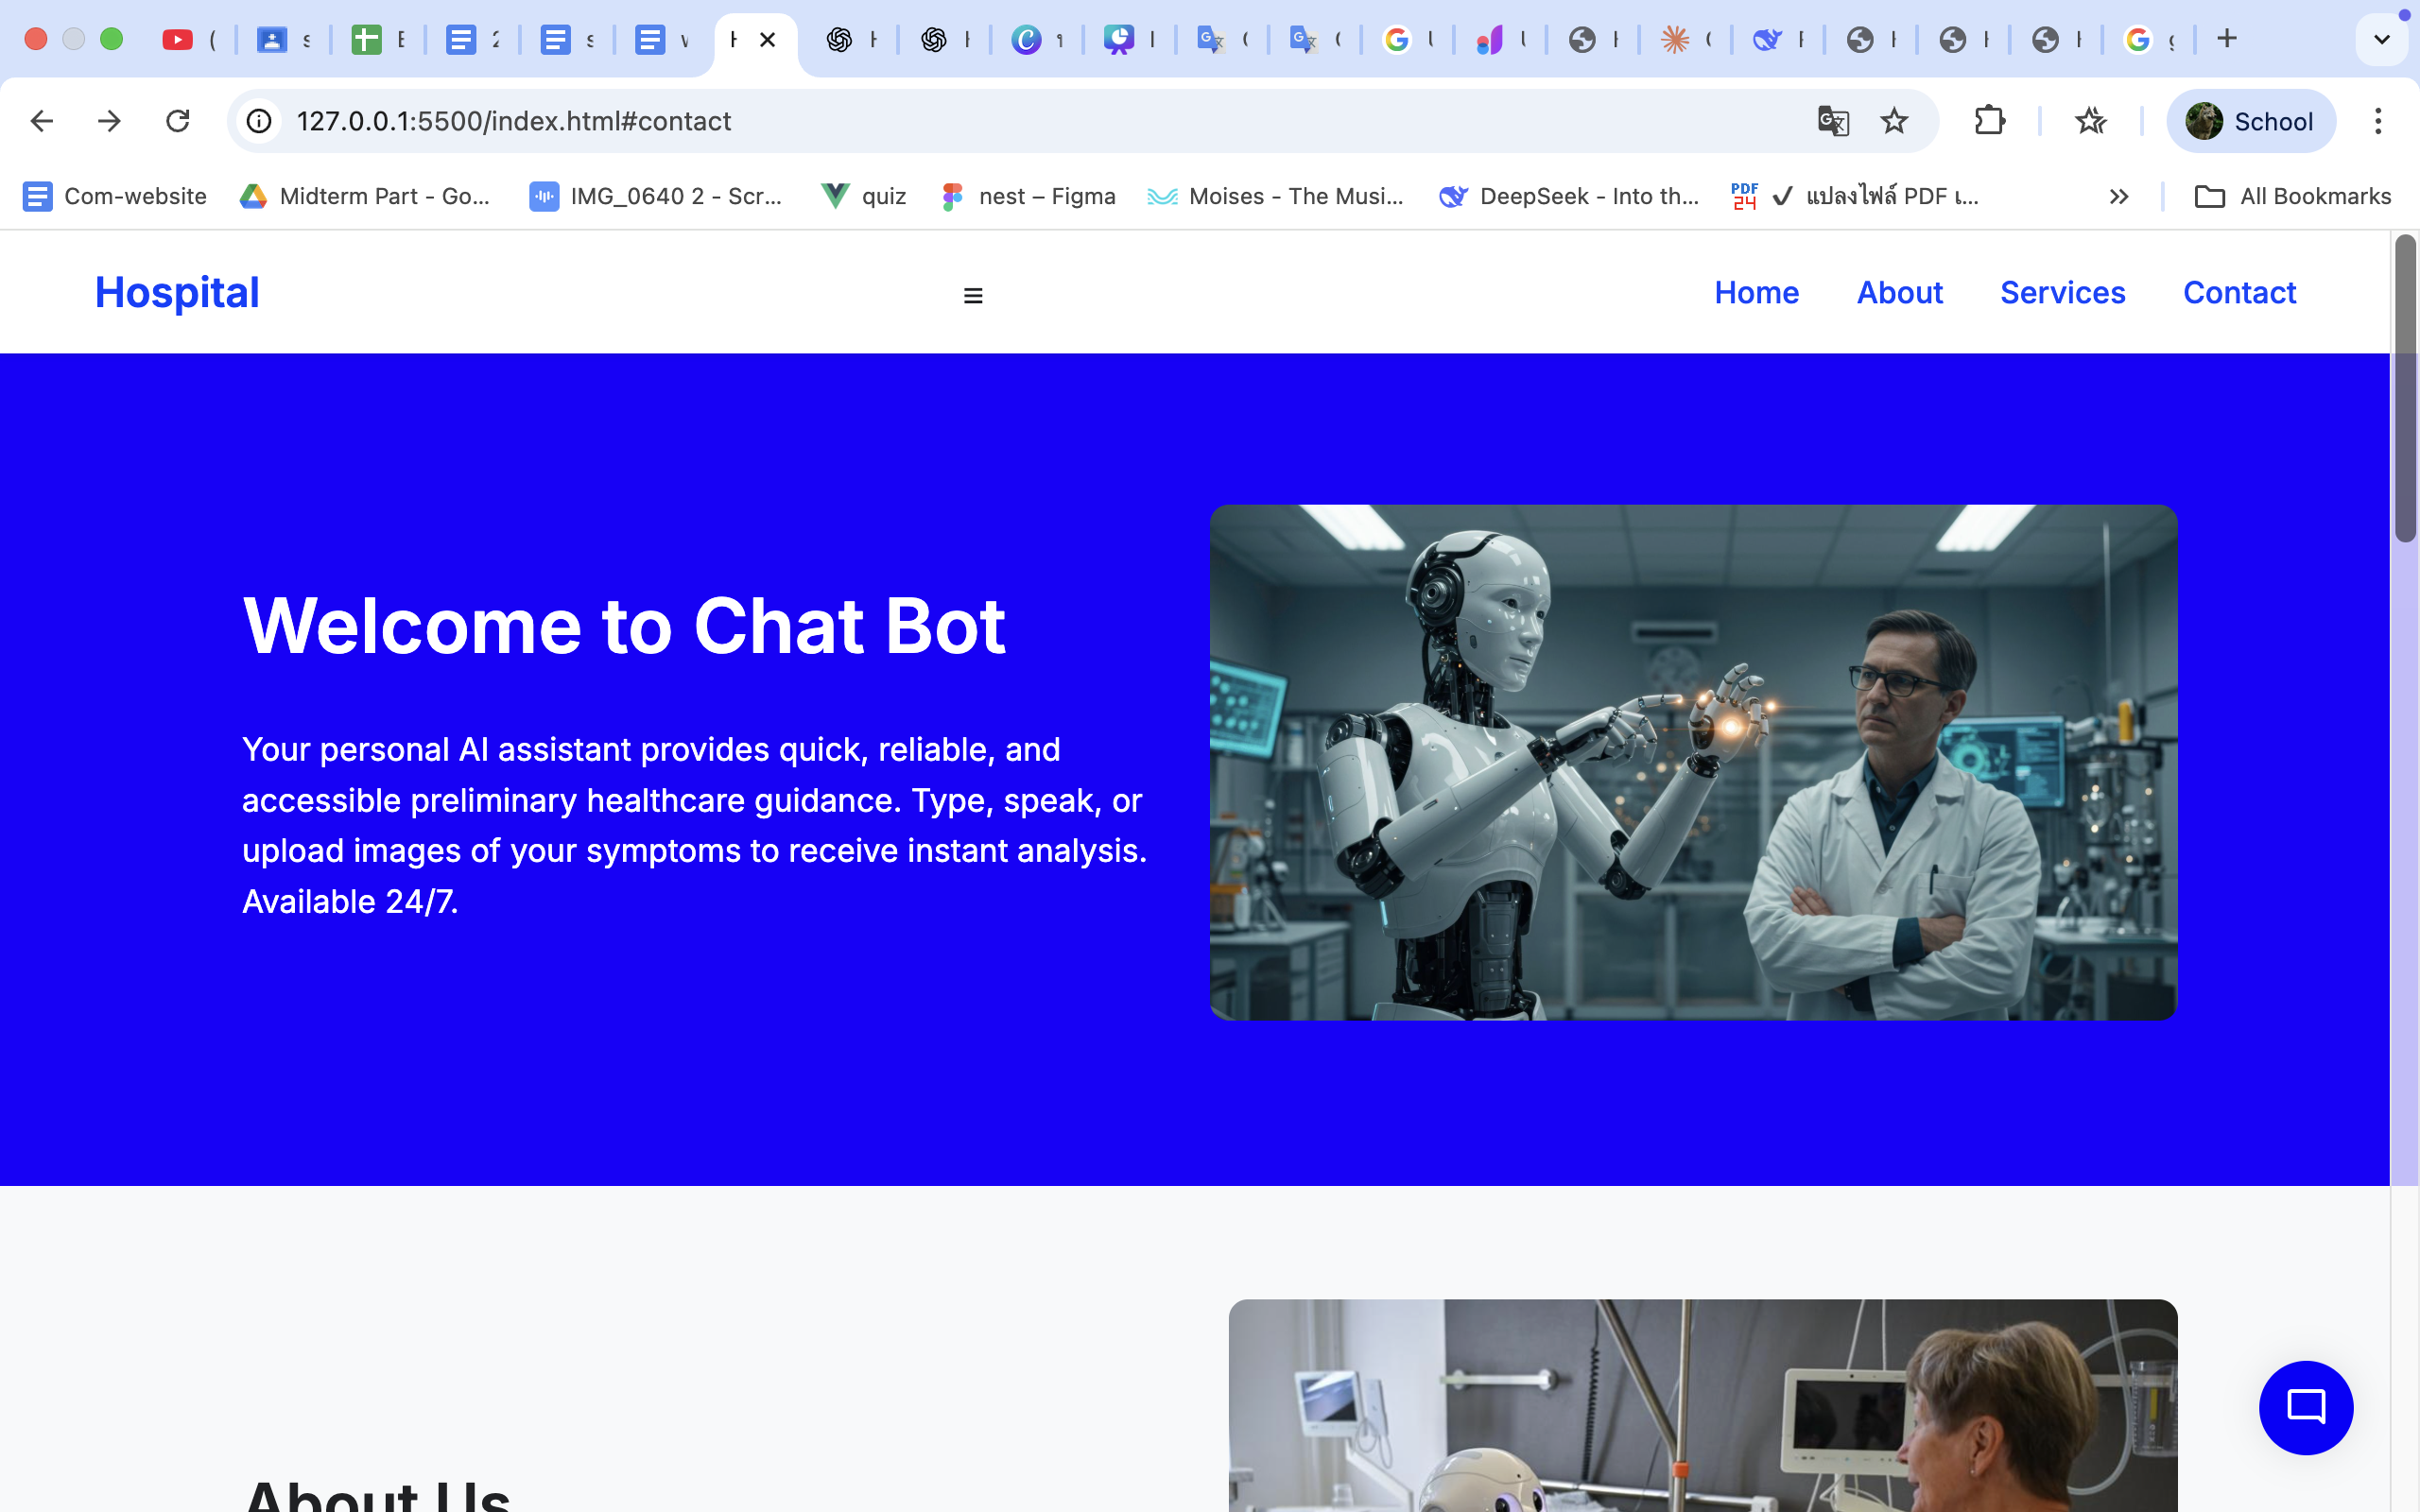 127.0.0.1:5500/index.html#contact
School
Com-website
Midterm Part - Go...
IMG_0640 2 - Scr...
quiz
nest – Figma
Moises - The Musi...
DeepSeek - Into th...
PDF24
✓ แปลงไฟล์ PDF เ...
All Bookmarks
Hospital
Home
About
Services
Contact
Welcome to Chat Bot
Your personal AI assistant provides quick, reliable, and
accessible preliminary healthcare guidance. Type, speak, or
upload images of your symptoms to receive instant analysis.
Available 24/7.
About Us